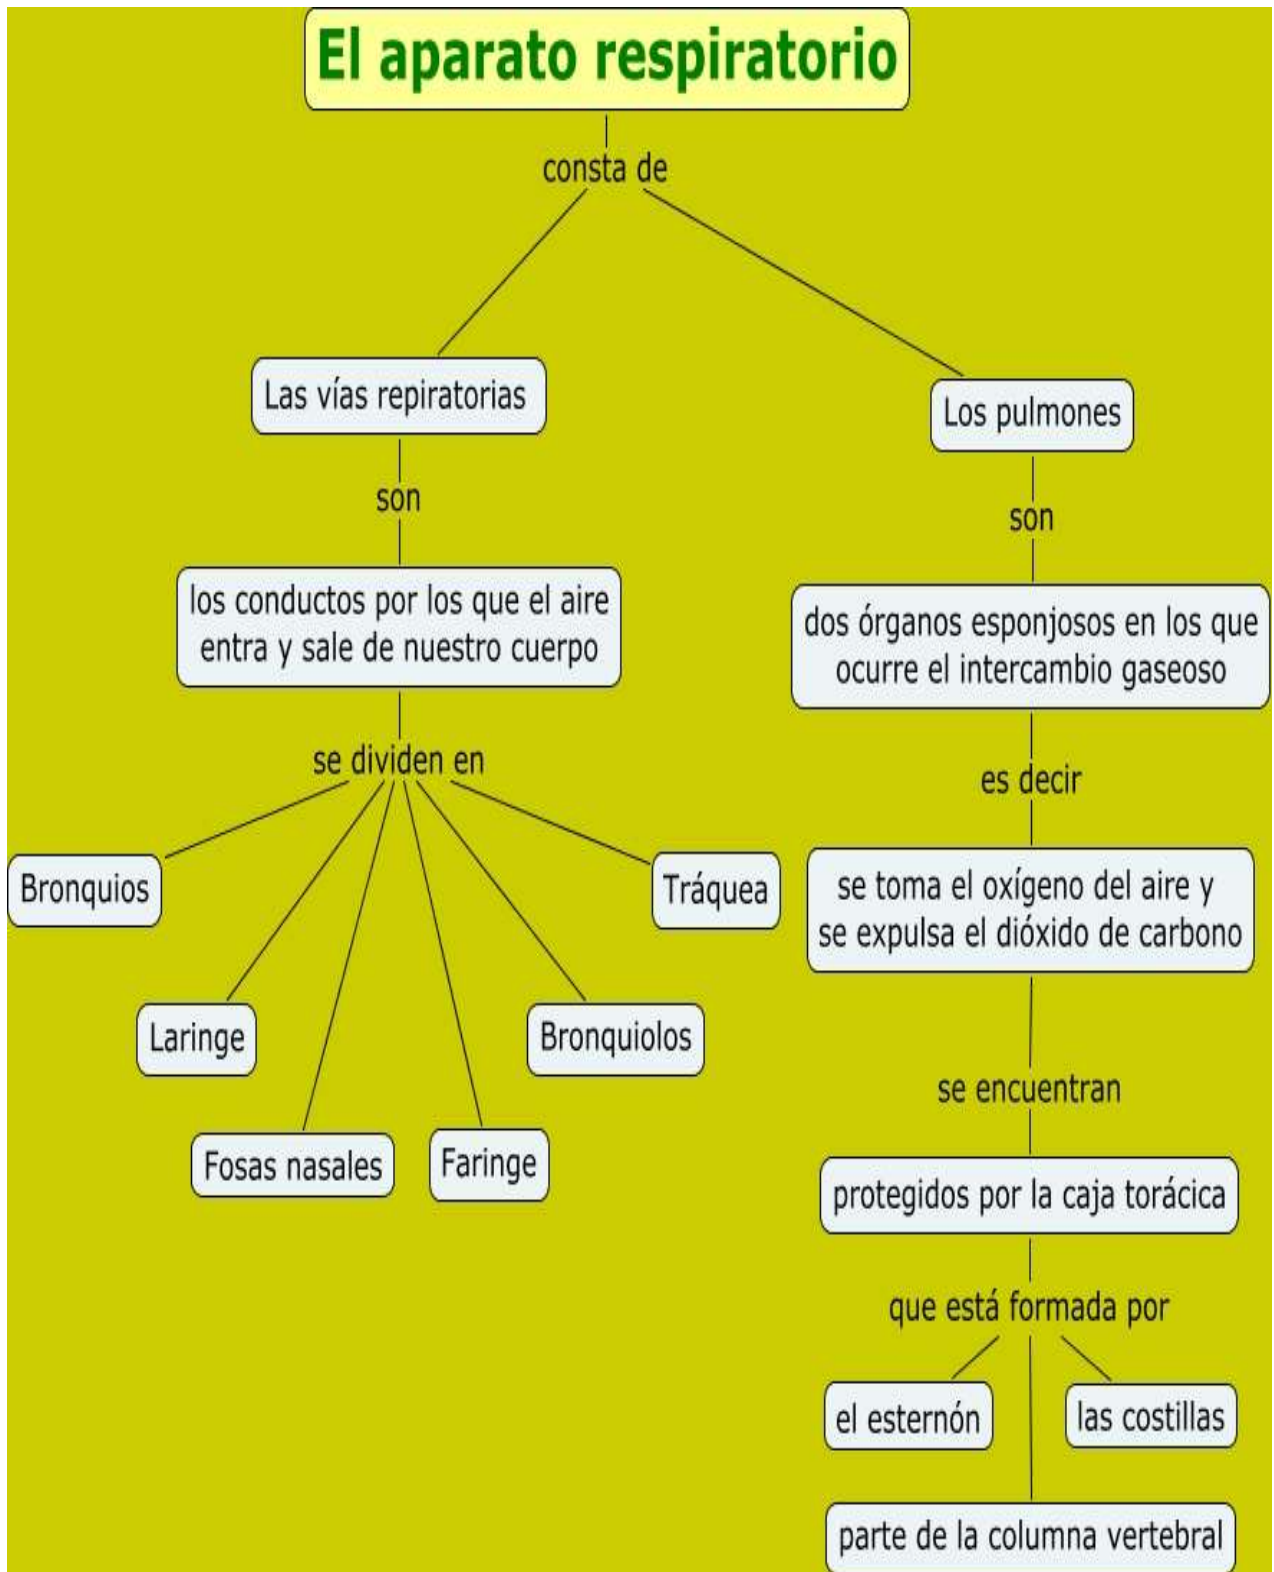 El aparato respiratorio
consta de
Las vías repiratorias
son
los conductos por los que el aire
entra y sale de nuestro cuerpo
se dividen en
Bronquios
Laringe
Fosas nasales
Faringe
Bronquiolos
Tráquea
Los pulmones
son
dos órganos esponjosos en los que
ocurre el intercambio gaseoso
es decir
se toma el oxígeno del aire y
se expulsa el dióxido de carbono
se encuentran
protegidos por la caja torácica
que está formada por
el esternón
las costillas
parte de la columna vertebral